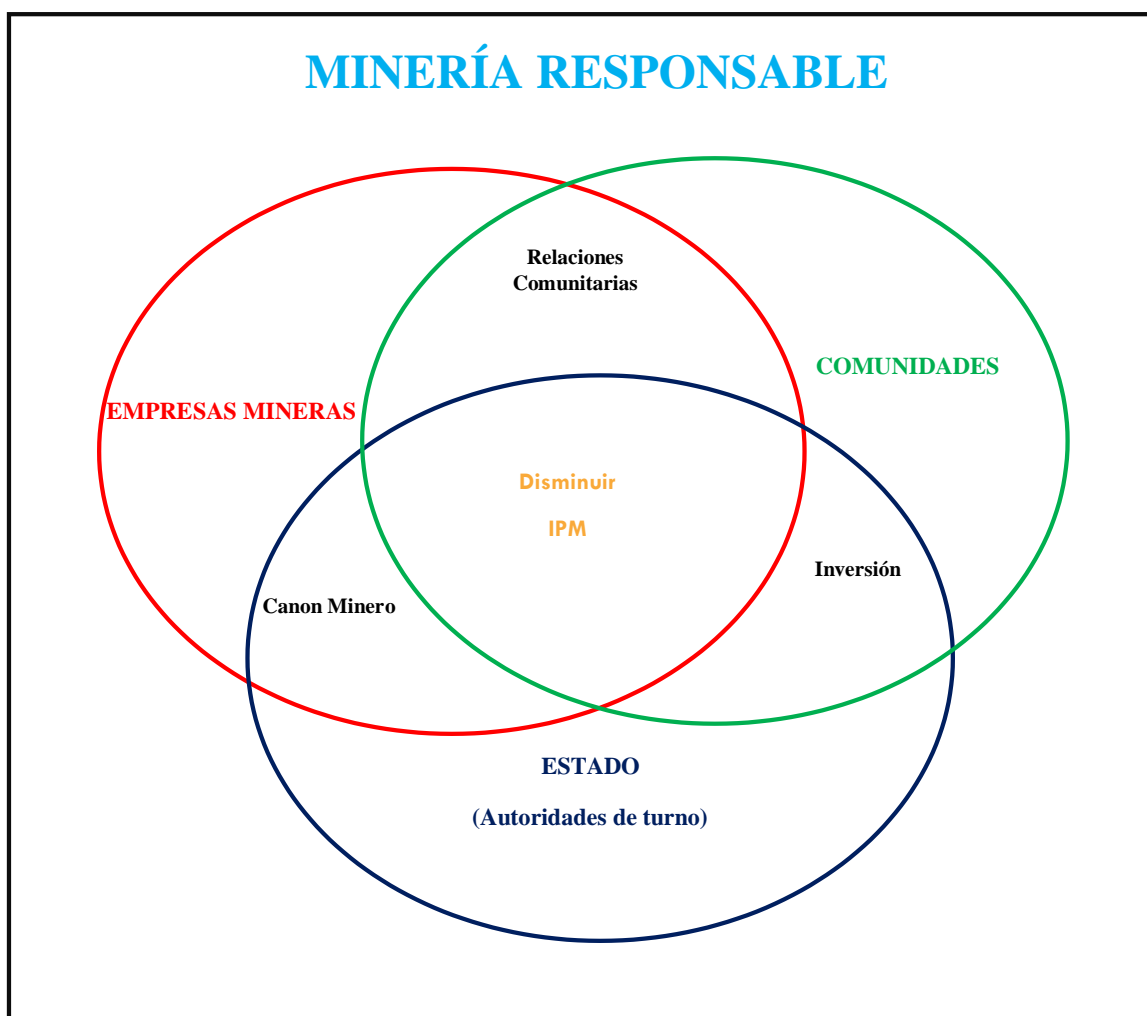 MINERÍA RESPONSABLE
Relaciones
Comunitarias
COMUNIDADES
EMPRESAS MINERAS
Disminuir
IPM
Inversión
Canon Minero
ESTADO
(Autoridades de turno)